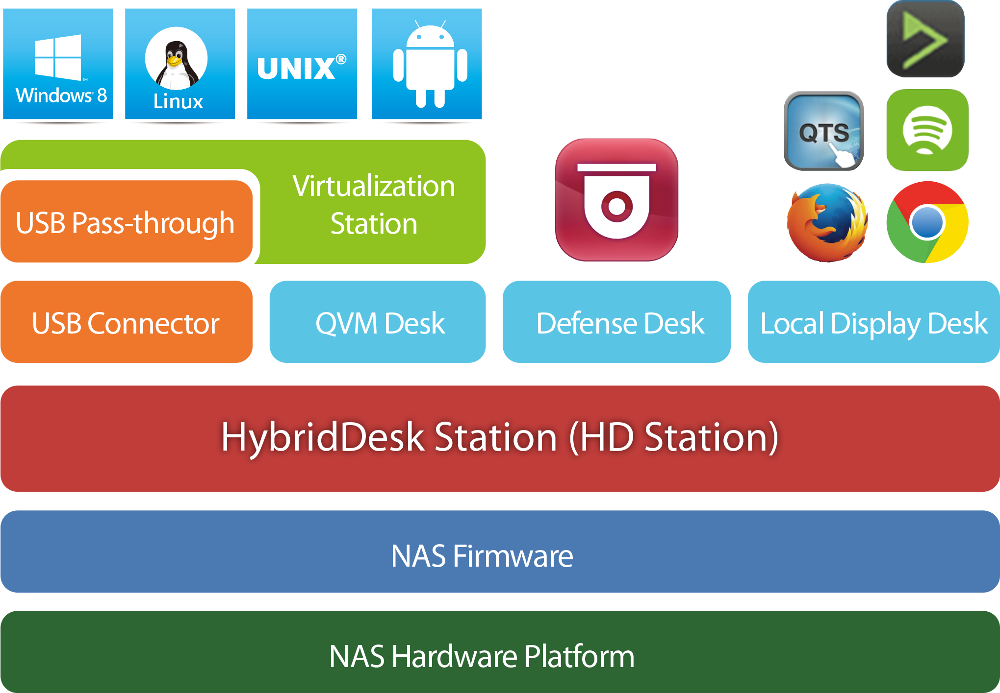 Windows® 8
™
Linux
UNIX®
QTS
Virtualization
Station
USB Pass-through
USB Connector
QVM Desk
Defense Desk
Local Display Desk
HybridDesk Station (HD Station)
NAS Firmware
NAS Hardware Platform